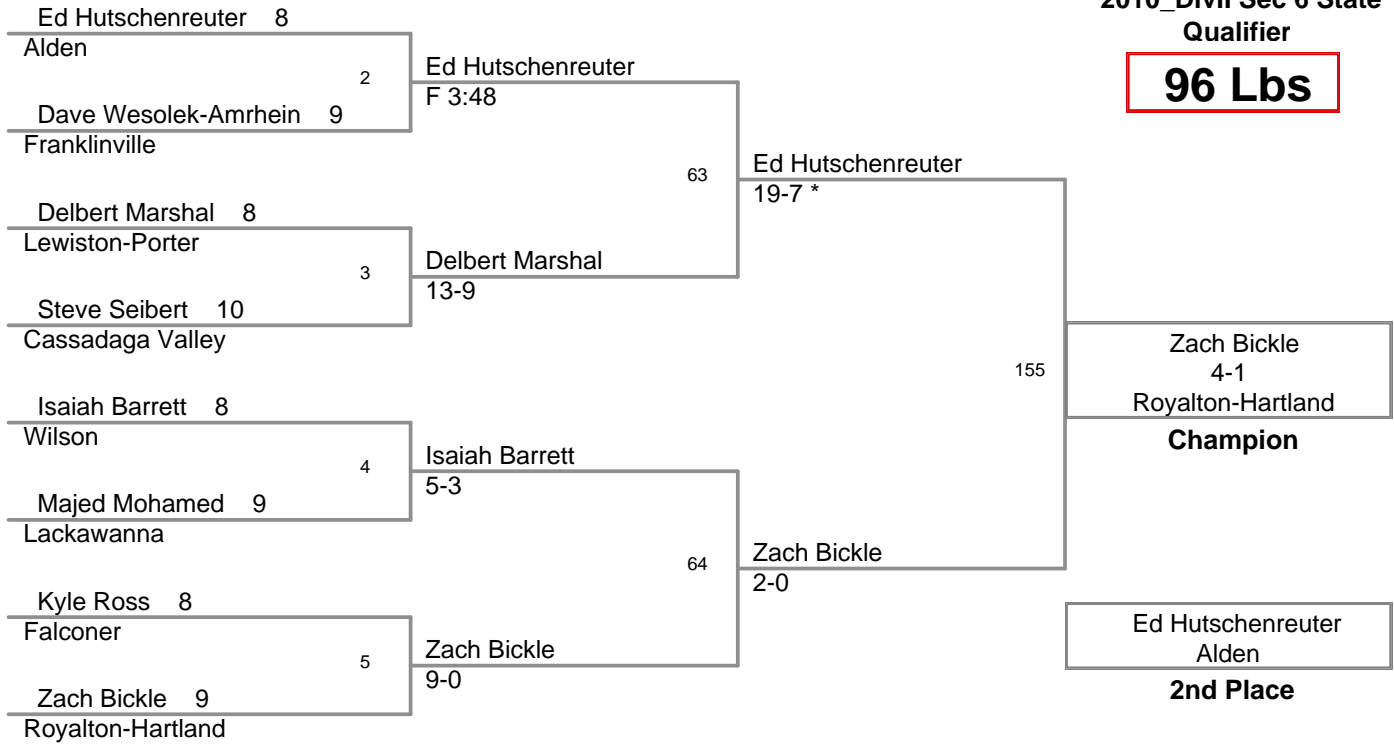 2010_DivII Sec 6 State
Qualifier
96 Lbs
Ed Hutschenreuter 8
Alden
2
Dave Wesolek-Amrhein 9
Franklinville
Delbert Marshal 8
Lewiston-Porter
3
Steve Seibert 10
Cassadaga Valley
Isaiah Barrett 8
Wilson
4
Majed Mohamed 9
Lackawanna
Kyle Ross 8
Falconer
5
Zach Bickle 9
Royalton-Hartland
Ed Hutschenreuter
F 3:48
63
Delbert Marshal
13-9
Isaiah Barrett
5-3
64
Zach Bickle
9-0
Ed Hutschenreuter
19-7 *
155
Zach Bickle
2-0
Zach Bickle
4-1
Royalton-Hartland
Champion
Ed Hutschenreuter
Alden
2nd Place